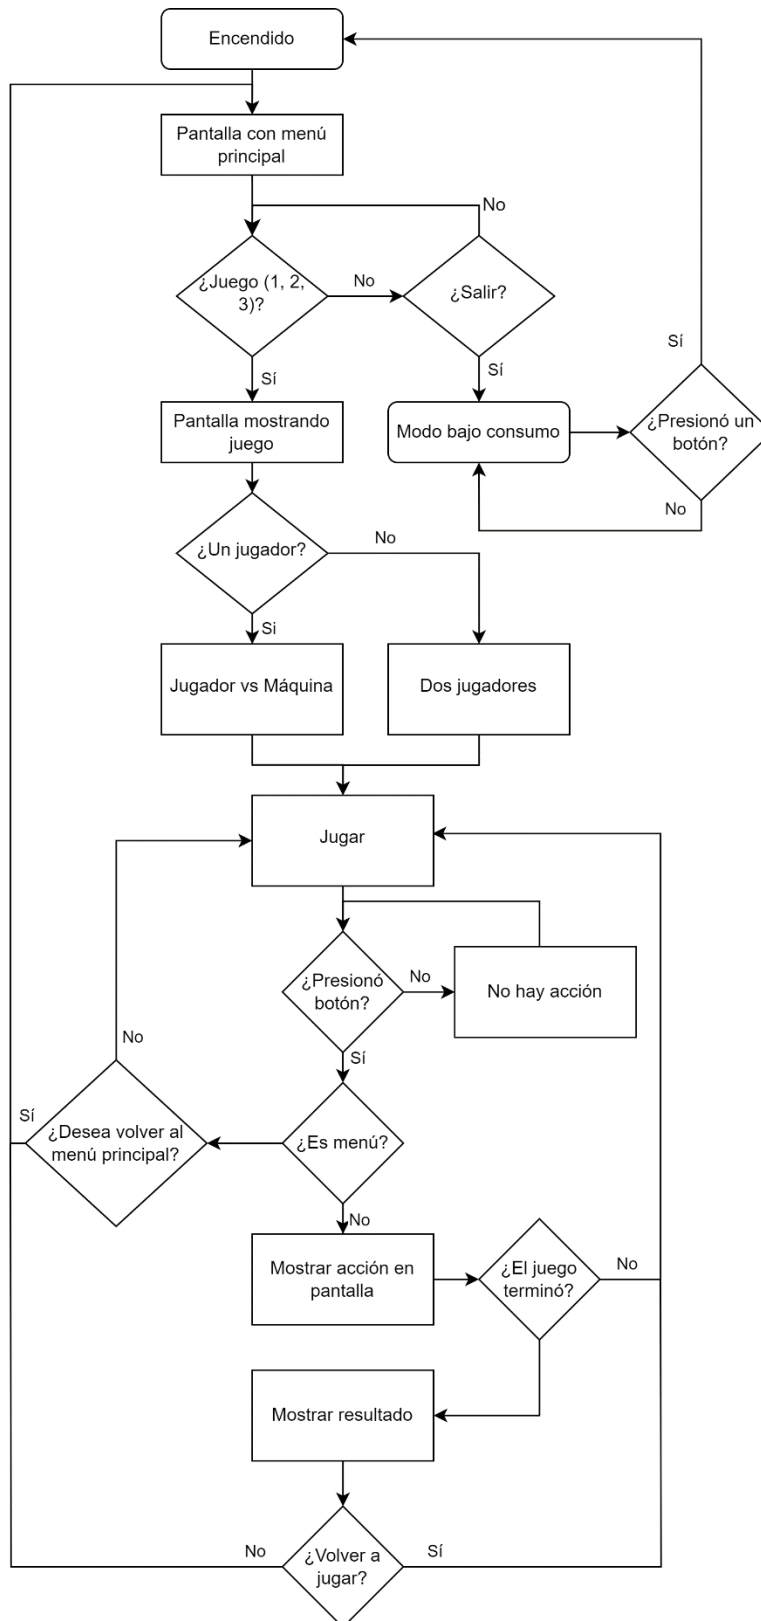 Encendido
Pantalla con menú
principal
No
¿Juego (1, 2,
3)?
No
¿Salir?
Sí
Sí
Sí
Pantalla mostrando
juego
Modo bajo consumo
¿Presionó un
botón?
No
¿Un jugador?
No
Si
Jugador vs Máquina
Dos jugadores
Jugar
¿Presionó
botón?
No
No hay acción
No
Sí
Sí
¿Desea volver al
menú principal?
¿Es menú?
No
Mostrar acción en
pantalla
¿El juego
terminó?
No
Mostrar resultado
No
¿Volver a
jugar?
Sí